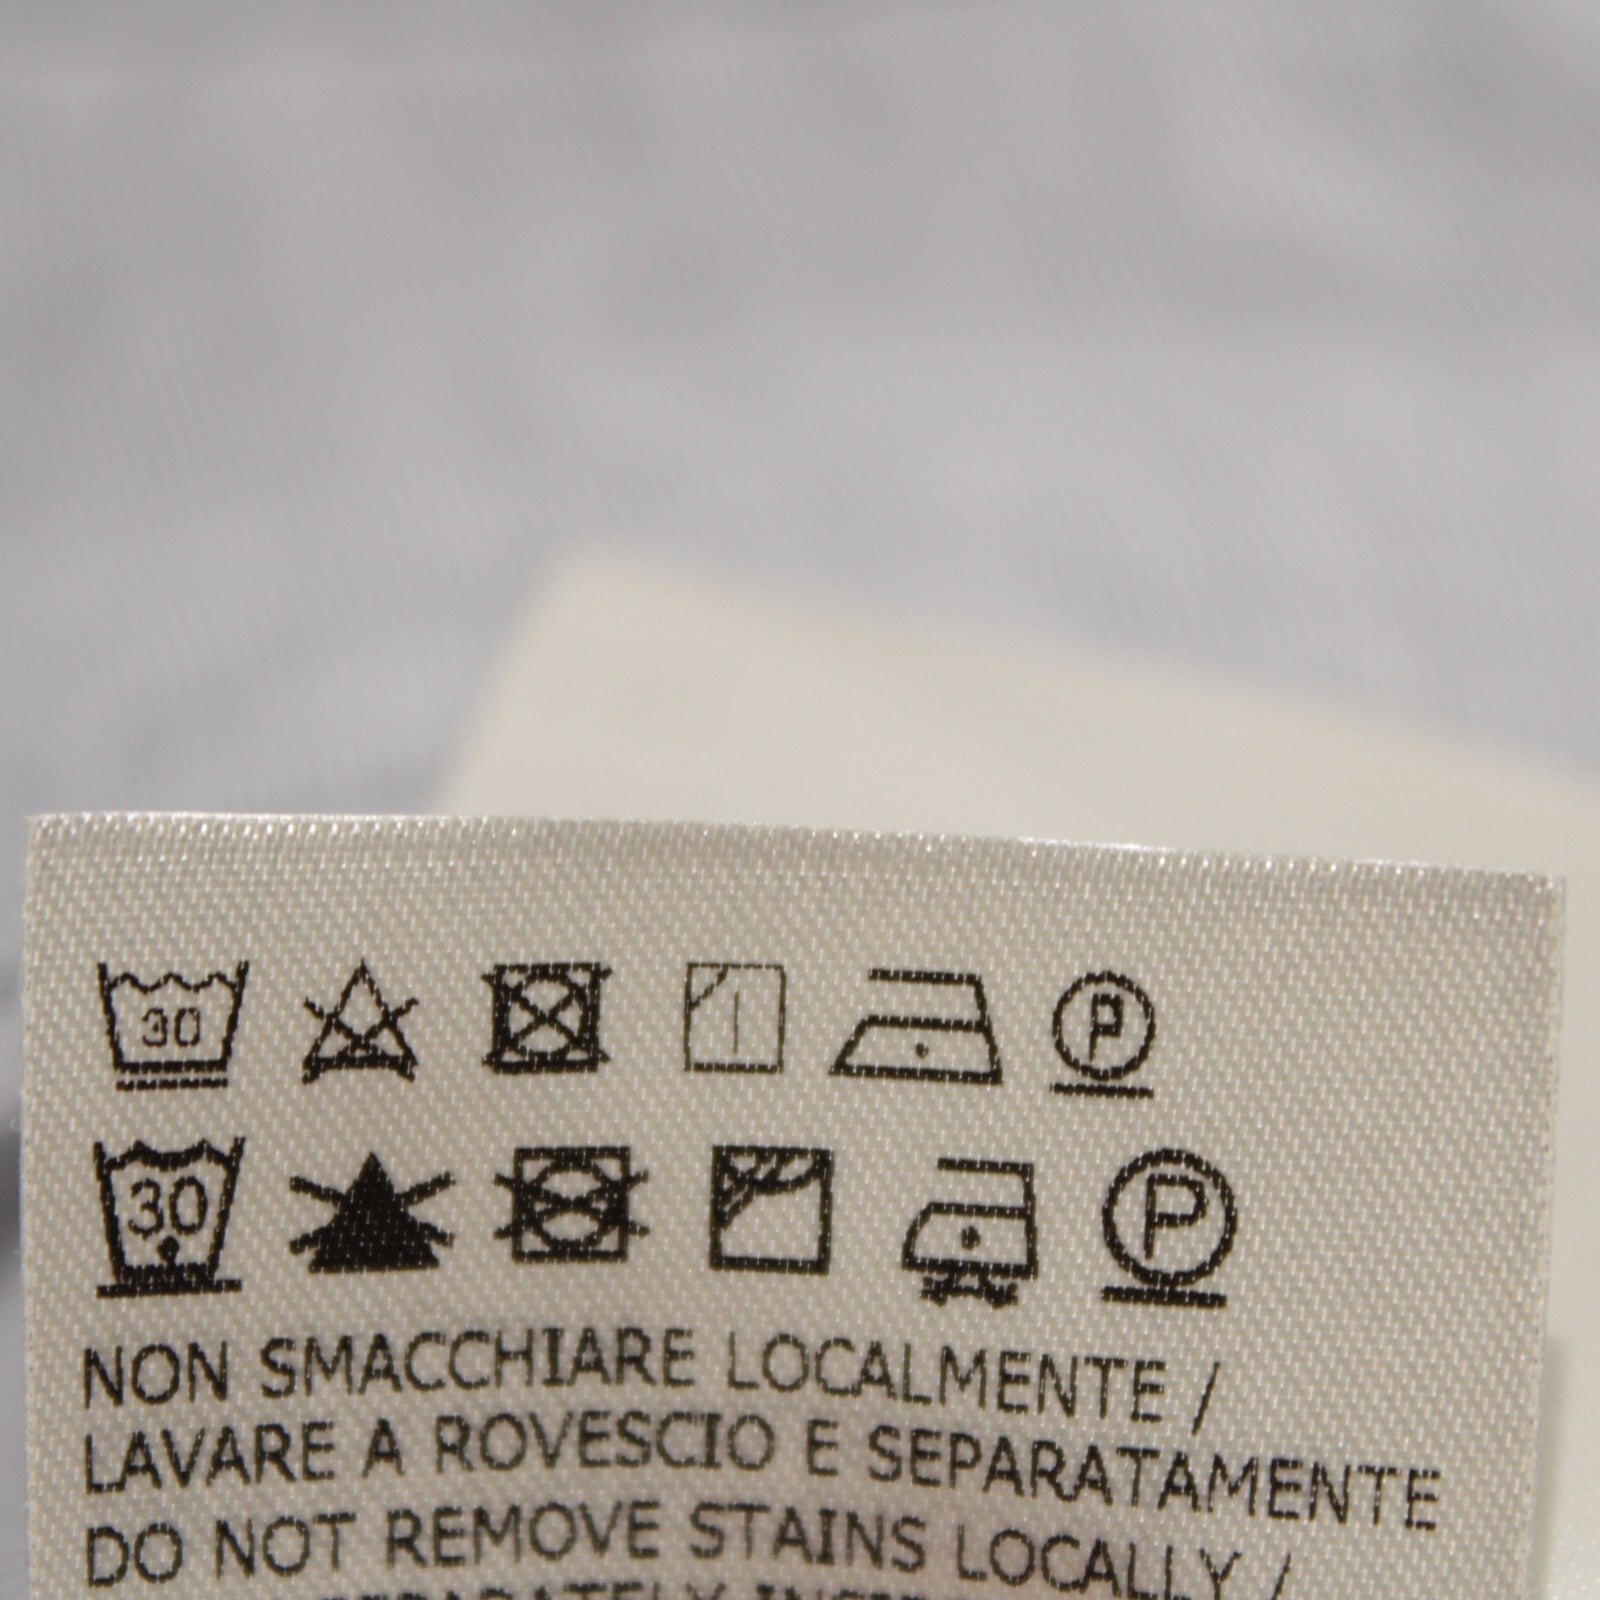 30 P
30 P
NON SMACCHIARE LOCALMENTE /
LAVARE A ROVESCIO E SEPARATAMENTE
DO NOT REMOVE STAINS LOCALLY /